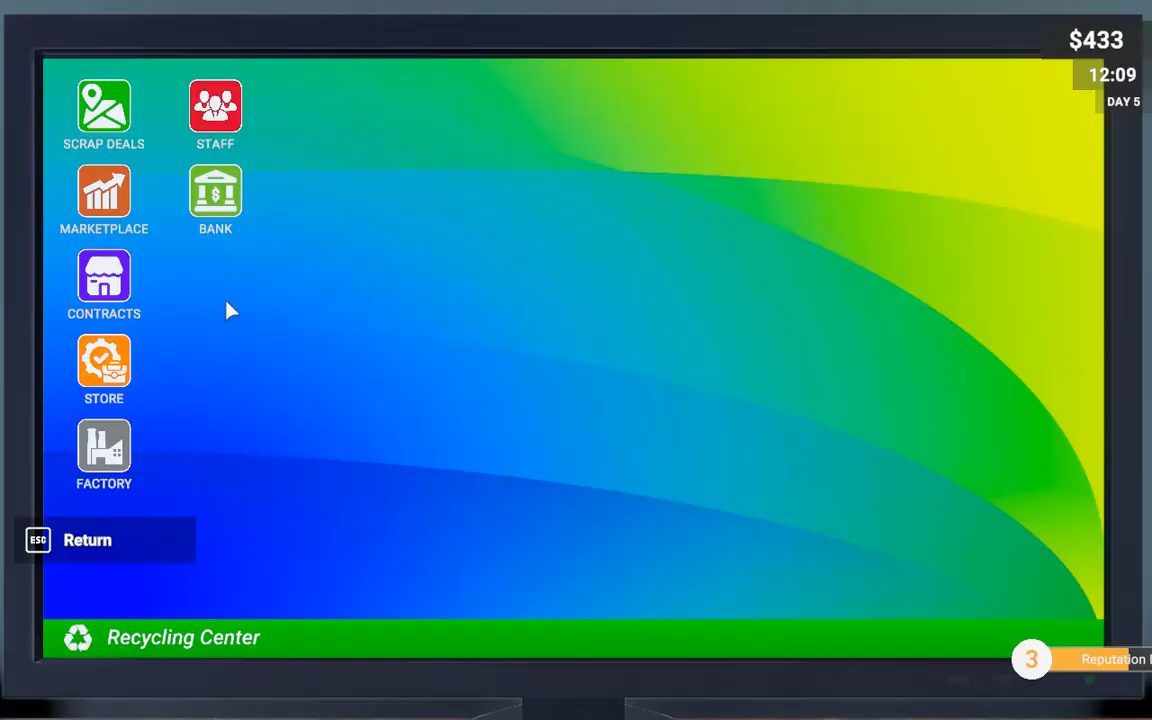 $433
12:09
DAY 5
SCRAP DEALS
STAFF
MARKETPLACE
BANK
CONTRACTS
STORE
FACTORY
ESC Return
Recycling Center
3 Reputation